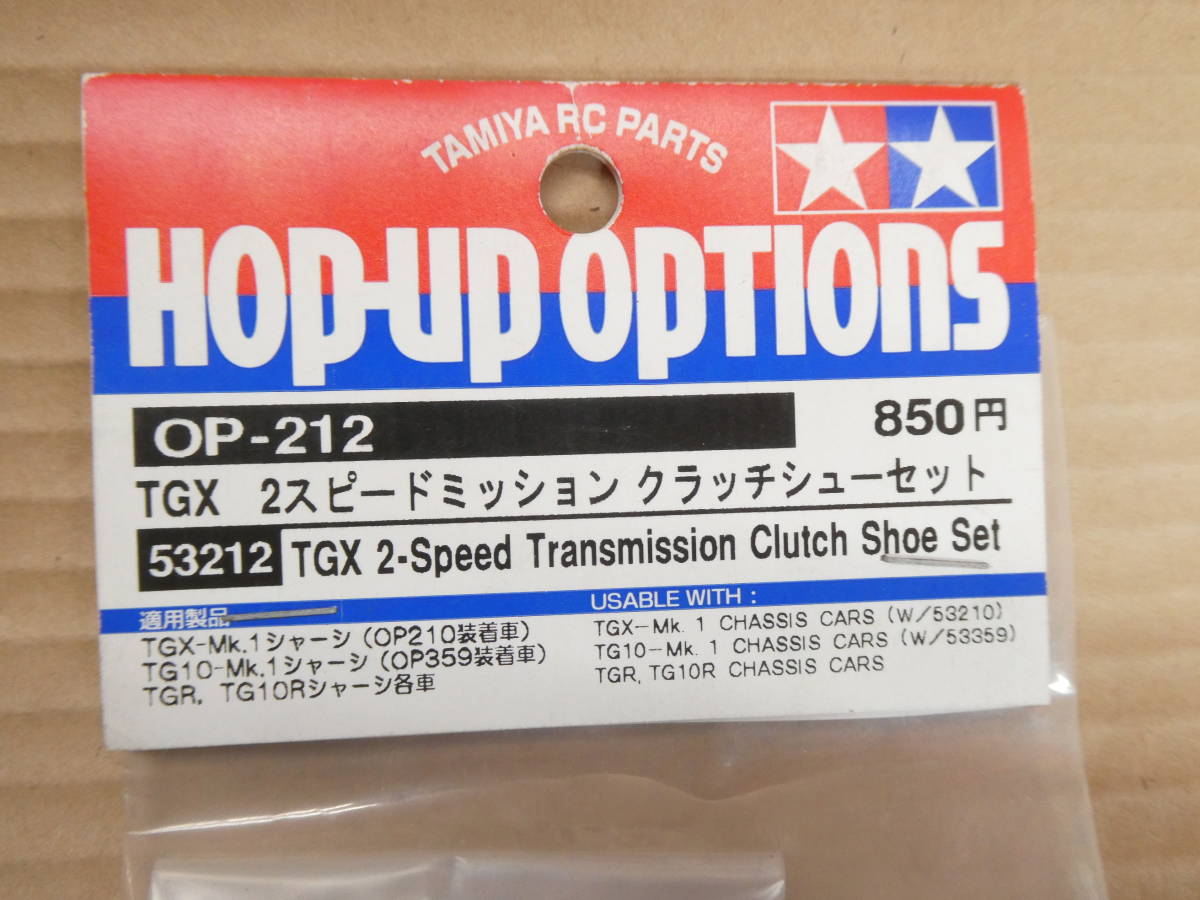 TAMIYA RC PARTS
HOP-UP OPTIONS
OP-212
850円
TGX 2スピードミッション クラッチシューセット
53212 TGX 2-Speed Transmission Clutch Shoe Set
適用製品
TGX-Mk.1シャーシ(OP210装着車)
TG10-Mk.1シャーシ(OP359装着車)
TGR, TG10Rシャーシ各車
USABLE WITH :
TGX-Mk. 1 CHASSIS CARS (W/53210)
TG10-Mk. 1 CHASSIS CARS (W/53359)
TGR, TG10R CHASSIS CARS